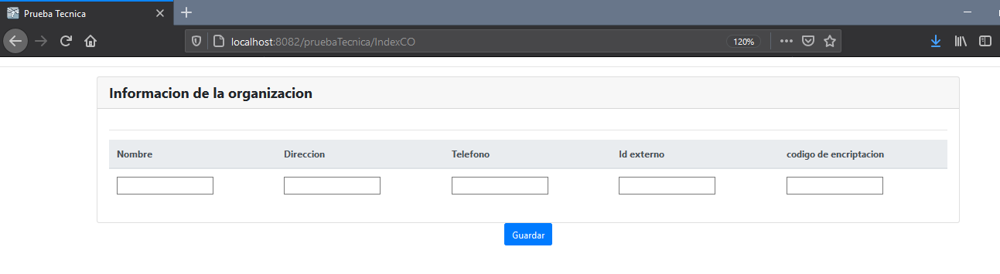 Prueba Tecnica
localhost:8082/pruebaTecnica/IndexCO
120%
Informacion de la organizacion
Nombre Direccion Telefono Id externo codigo de encriptacion
Guardar